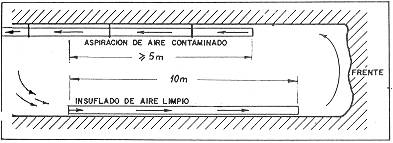 ASPIRACIÓN DE AIRE CONTAMINADO
≥ 5m
10m
FRENTE
INSUFLADO DE AIRE LIMPIO